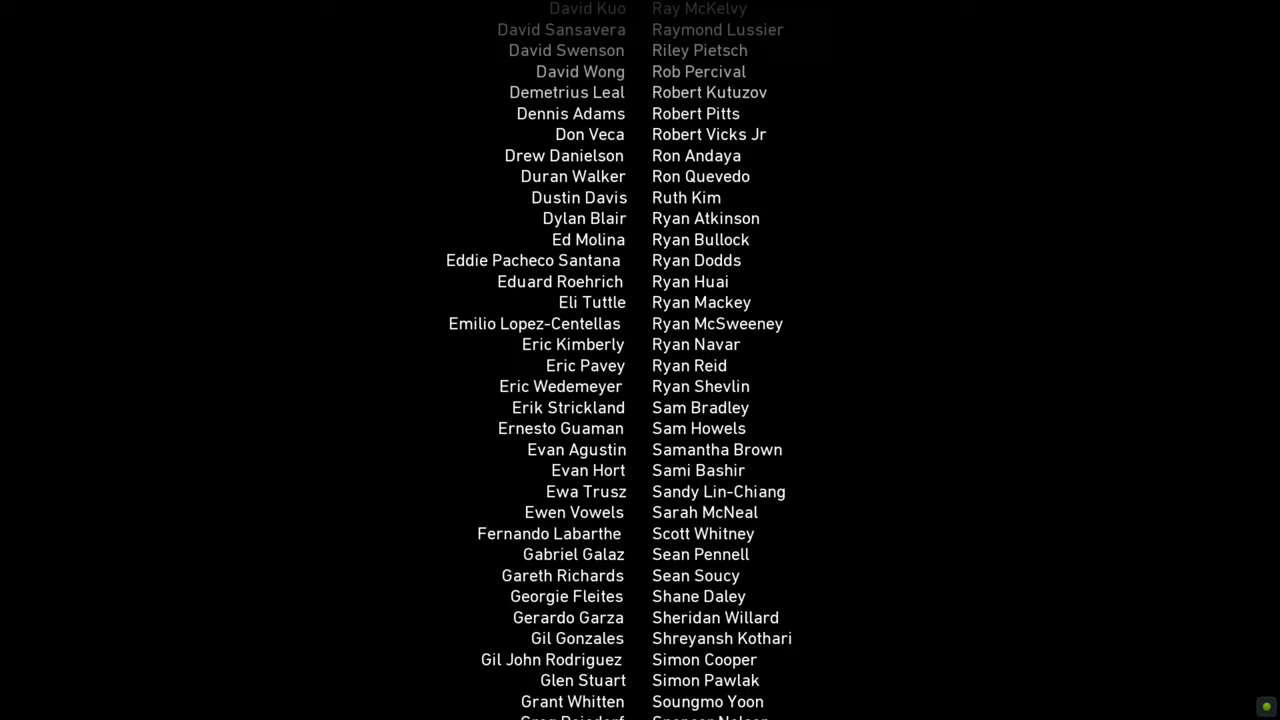 David Kuo Ray McKelvy
David Sansavera Raymond Lussier
David Swenson Riley Pietsch
David Wong Rob Percival
Demetrius Leal Robert Kutuzov
Dennis Adams Robert Pitts
Don Veca Robert Vicks Jr
Drew Danielson Ron Andaya
Duran Walker Ron Quevedo
Dustin Davis Ruth Kim
Dylan Blair Ryan Atkinson
Ed Molina Ryan Bullock
Eddie Pacheco Santana Ryan Dodds
Eduard Roehrich Ryan Huai
Eli Tuttle Ryan Mackey
Emilio Lopez-Centellas Ryan McSweeney
Eric Kimberly Ryan Navar
Eric Pavey Ryan Reid
Eric Wedemeyer Ryan Shevlin
Erik Strickland Sam Bradley
Ernesto Guaman Sam Howels
Evan Agustin Samantha Brown
Evan Hort Sami Bashir
Ewa Trusz Sandy Lin-Chiang
Ewen Vowels Sarah McNeal
Fernando Labarthe Scott Whitney
Gabriel Galaz Sean Pennell
Gareth Richards Sean Soucy
Georgie Fleites Shane Daley
Gerardo Garza Sheridan Willard
Gil Gonzales Shreyansh Kothari
Gil John Rodriguez Simon Cooper
Glen Stuart Simon Pawlak
Grant Whitten Soungmo Yoon